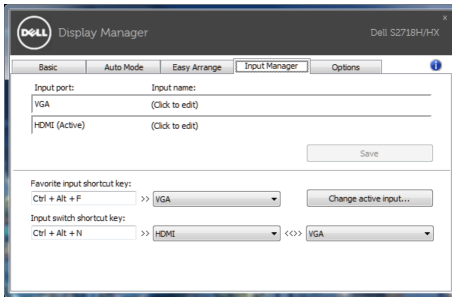 DELL Display Manager Dell S2718H/HX
Basic Auto Mode Easy Arrange Input Manager Options
Input port: Input name:
VGA (Click to edit)
HDMI (Active) (Click to edit)
Save
Favorite input shortcut key:
Ctrl + Alt + F >> VGA Change active input...
Input switch shortcut key:
Ctrl + Alt + N >> HDMI <<>> VGA